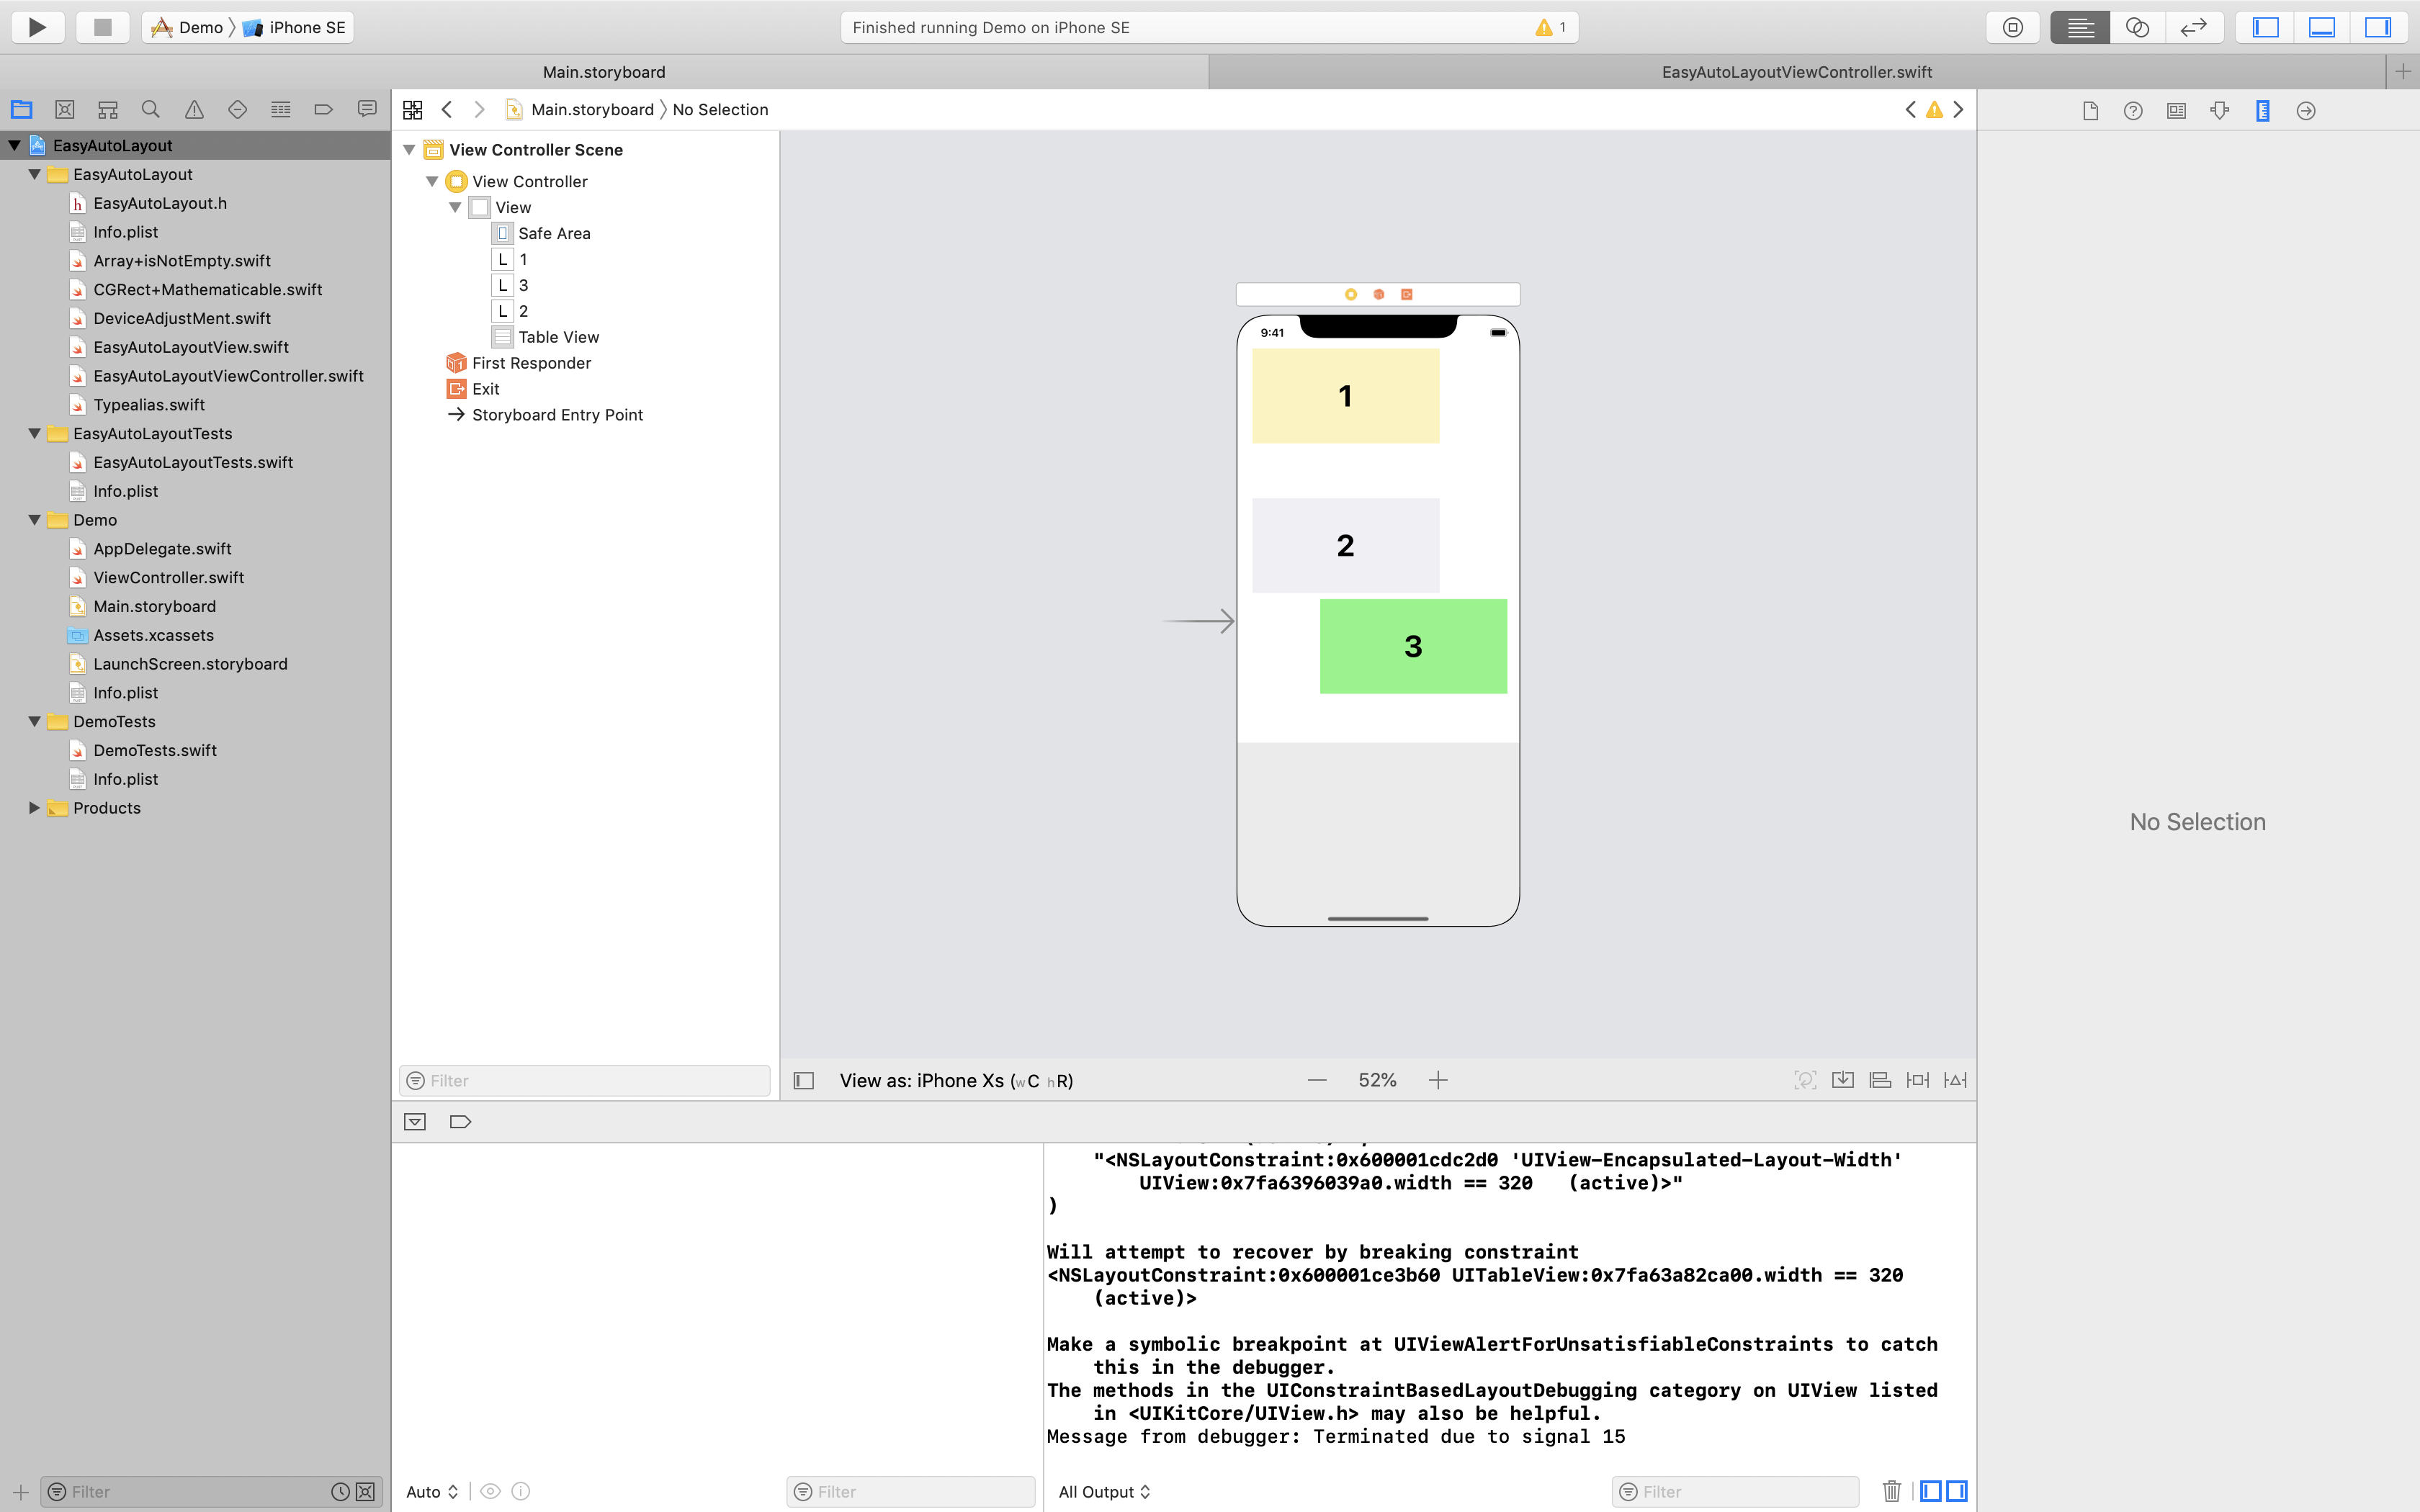 Demo
iPhone SE
Finished running Demo on iPhone SE
1
Main.storyboard
EasyAutoLayoutViewController.swift
EasyAutoLayout
EasyAutoLayout
h EasyAutoLayout.h
Info.plist
Array+isNotEmpty.swift
CGRect+Mathematicable.swift
DeviceAdjustMent.swift
EasyAutoLayoutView.swift
EasyAutoLayoutViewController.swift
Typealias.swift
EasyAutoLayoutTests
EasyAutoLayoutTests.swift
Info.plist
Demo
AppDelegate.swift
ViewController.swift
Main.storyboard
Assets.xcassets
LaunchScreen.storyboard
Info.plist
DemoTests
DemoTests.swift
Info.plist
Products
Filter
Main.storyboard
No Selection
View Controller Scene
View Controller
View
Safe Area
L 1
L 3
L 2
Table View
First Responder
Exit
Storyboard Entry Point
Filter
9:41
1
2
3
View as: iPhone Xs (wC hR)
52%
No Selection
Auto
Filter
"<NSLayoutConstraint:0x600001cdc2d0 'UIView-Encapsulated-Layout-Width'
UIView:0x7fa6396039a0.width == 320 (active)>"
)
Will attempt to recover by breaking constraint
<NSLayoutConstraint:0x600001ce3b60 UITableView:0x7fa63a82ca00.width == 320
(active)>
Make a symbolic breakpoint at UIViewAlertForUnsatisfiableConstraints to catch
this in the debugger.
The methods in the UIConstraintBasedLayoutDebugging category on UIView listed
in <UIKitCore/UIView.h> may also be helpful.
Message from debugger: Terminated due to signal 15
All Output
Filter